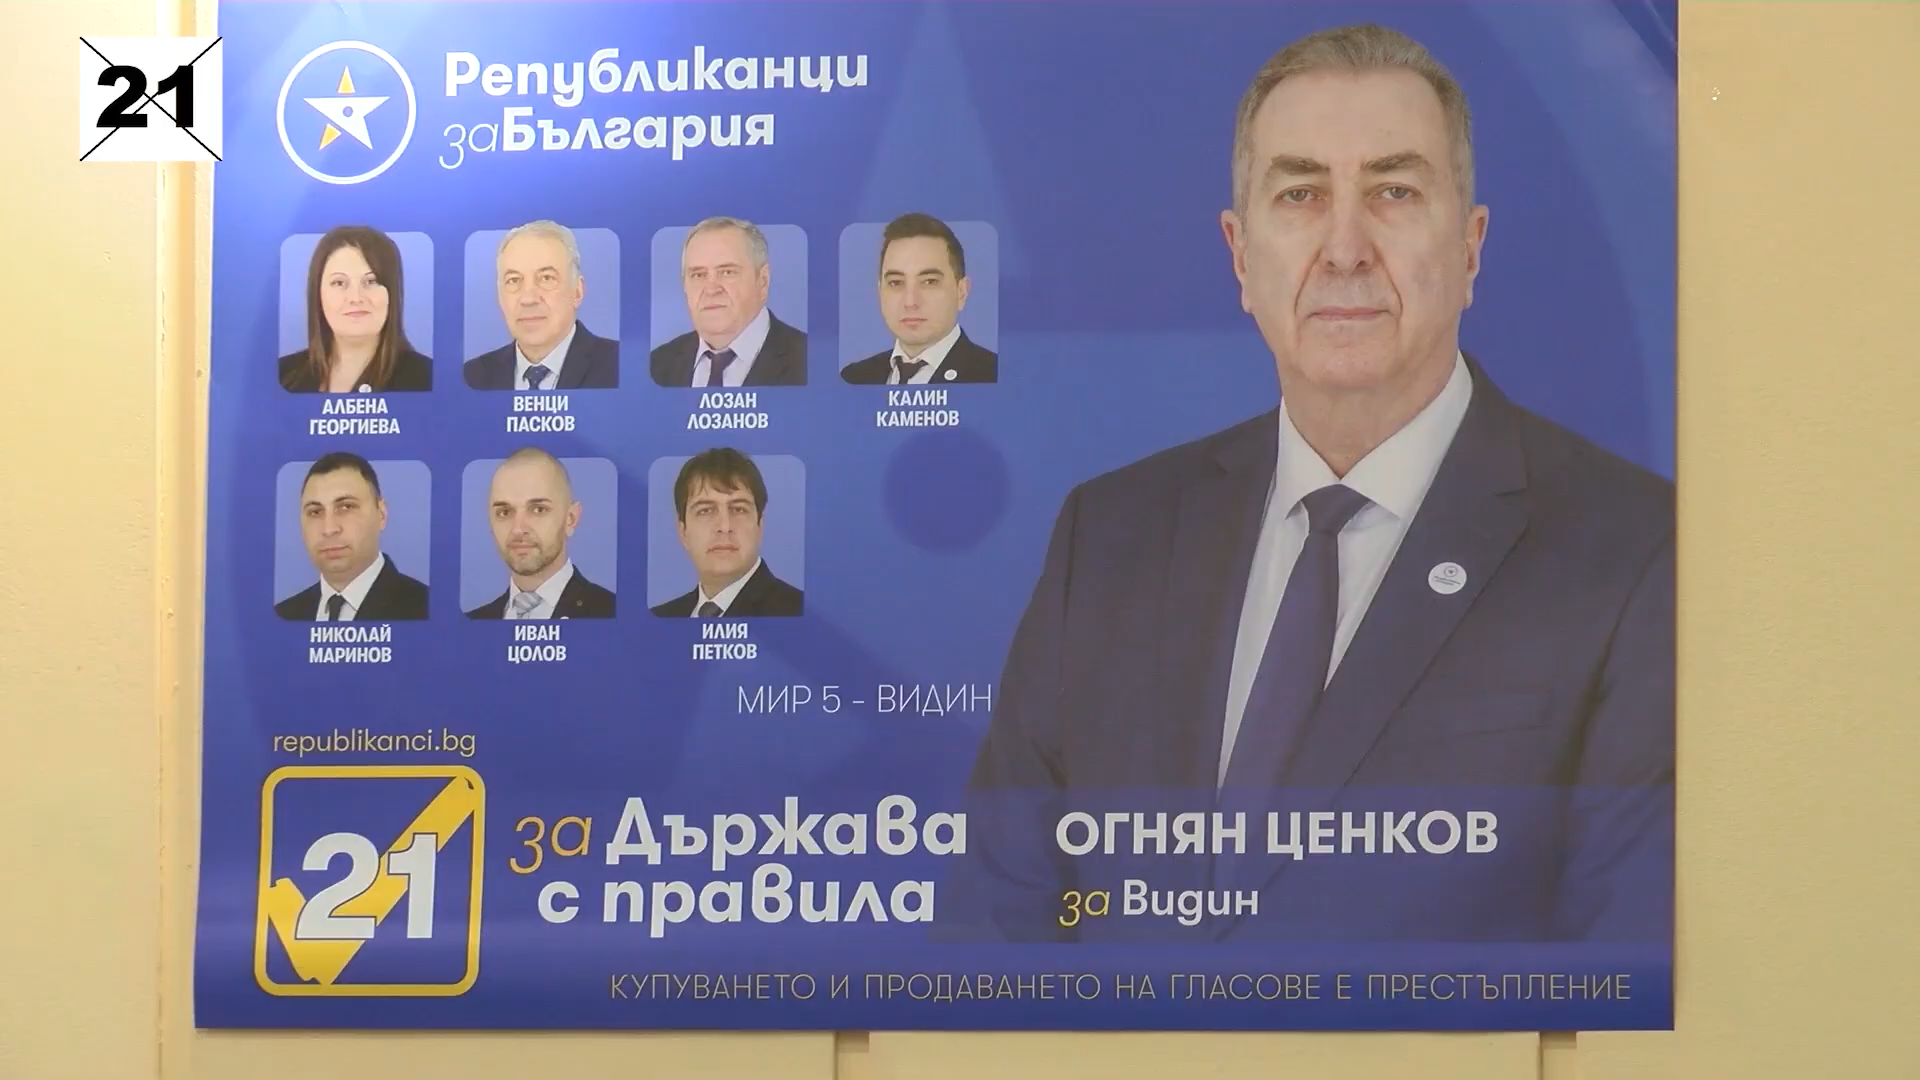 21
Републиканци
заБългария
АЛБЕНА
ГЕОРГИЕВА
ВЕНЦИ
ПАСКОВ
ЛОЗАН
ЛОЗАНОВ
КАЛИН
КАМЕНОВ
НИКОЛАЙ
МАРИНОВ
ИВАН
ЦОЛОВ
ИЛИЯ
ПЕТКОВ
МИР 5 - ВИДИН
republikanci.bg
21
за Държава
с правила
ОГНЯН ЦЕНКОВ
за Видин
КУПУВАНЕТО И ПРОДАВАНЕТО НА ГЛАСОВЕ Е ПРЕСТЪПЛЕНИЕ